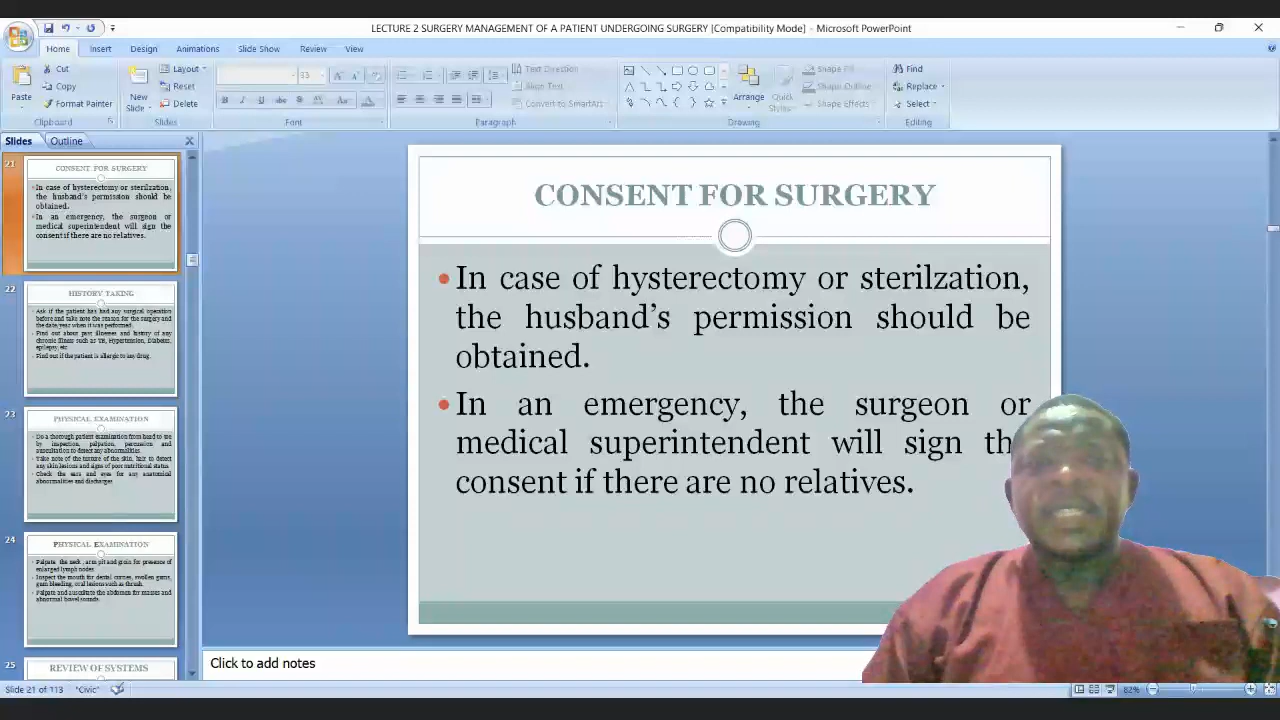 LECTURE 2 SURGERY MANAGEMENT OF A PATIENT UNDERGOING SURGERY [Compatibility Mode] - Microsoft PowerPoint
Home Insert Design Animations Slide Show Review View
Cut
Copy
Format Painter
Paste
Clipboard
New
Slide
Layout
Reset
Delete
Slides
33
B I U abc S AV Aa A
Font
Text Direction
Align Text
Convert to SmartArt
Paragraph
Arrange
Quick
Styles
Shape Fill
Shape Outline
Shape Effects
Drawing
Find
Replace
Select
Editing
Slides Outline
21
CONSENT FOR SURGERY
In case of hysterectomy or sterilzation,
the husband's permission should be
obtained.
In an emergency, the surgeon or
medical superintendent will sign the
consent if there are no relatives.
22
HISTORY TAKING
Ask if the patient has had any surgical operation
before and take note the reason for the surgery and
the date/year when it was performed.
Find out about past illnesses and history of any
chronic illness such as TB, Hypertension, Diabetes,
epilepsy, etc
Find out if the patient is allergic to any drug.
23
PHYSICAL EXAMINATION
Do a thorough patient examination from head to toe
by inspection, palpation, percussion and
auscultation to detect any abnormalities.
Take note of the texture of the skin, hair to detect
any skin lesions and signs of poor nutritional status.
Check the ears and eyes for any anatomical
abnormalities and discharges
24
PHYSICAL EXAMINATION
Palpate the neck, arm pit and groin for presence of
enlarged lymph nodes.
Inspect the mouth for dental carries, swollen gums,
gum bleeding, oral lesions such as thrush.
Palpate and auscultate the abdomen for masses and
abnormal bowel sounds.
25
REVIEW OF SYSTEMS
CONSENT FOR SURGERY
In case of hysterectomy or sterilzation,
the husband's permission should be
obtained.
In an emergency, the surgeon or
medical superintendent will sign th
consent if there are no relatives.
Click to add notes
Slide 21 of 113 "Civic" 82%